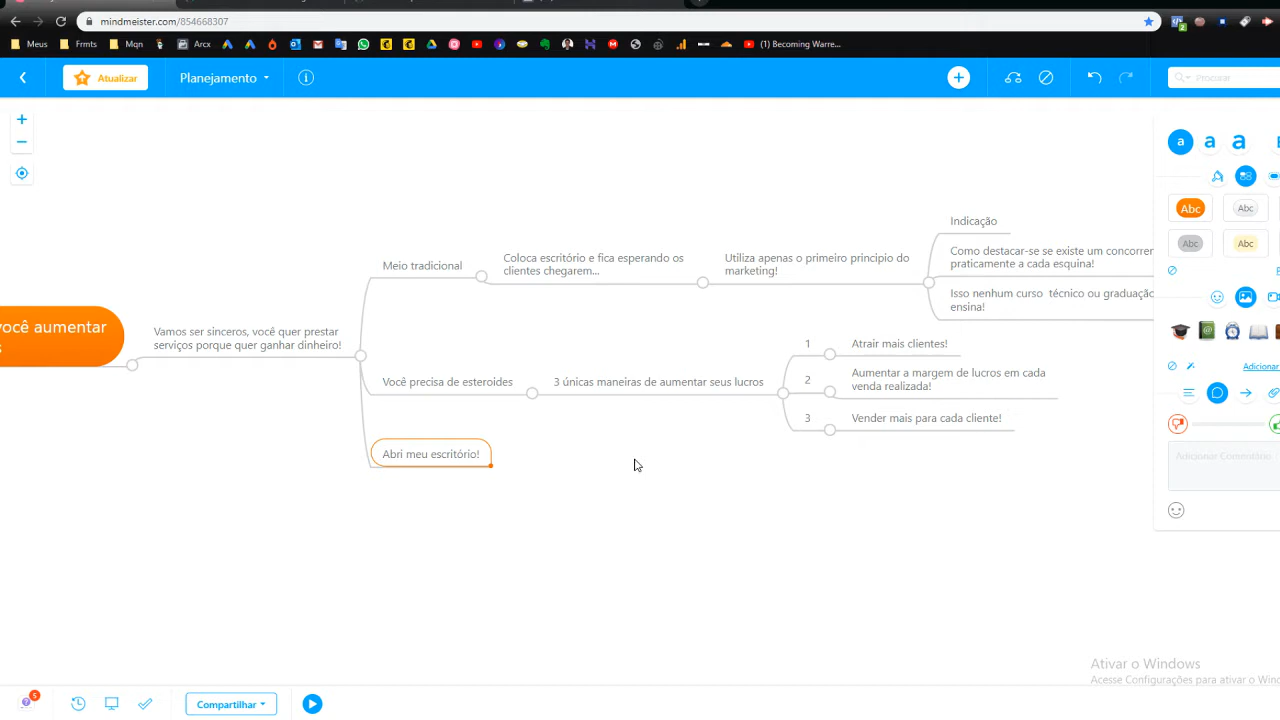 mindmeister.com/854668307
Meus
Frmts
Mqn
Arcx
(1) Becoming Warre...
Atualizar
Planejamento
Procurar
a a a
Abc
Abc
Abc
Abc
Indicação
Como destacar-se se existe um concorren
praticamente a cada esquina!
Isso nenhum curso técnico ou graduação
ensina!
Meio tradicional
Coloca escritório e fica esperando os
clientes chegarem...
Utiliza apenas o primeiro principio do
marketing!
você aumentar
s
Vamos ser sinceros, você quer prestar
serviços porque quer ganhar dinheiro!
Você precisa de esteroides
3 únicas maneiras de aumentar seus lucros
1
Atrair mais clientes!
2
Aumentar a margem de lucros em cada
venda realizada!
3
Vender mais para cada cliente!
Abri meu escritório!
Adicionar
Adicionar Comentário
Ativar o Windows
Acesse Configurações para ativar o Wind
5
Compartilhar